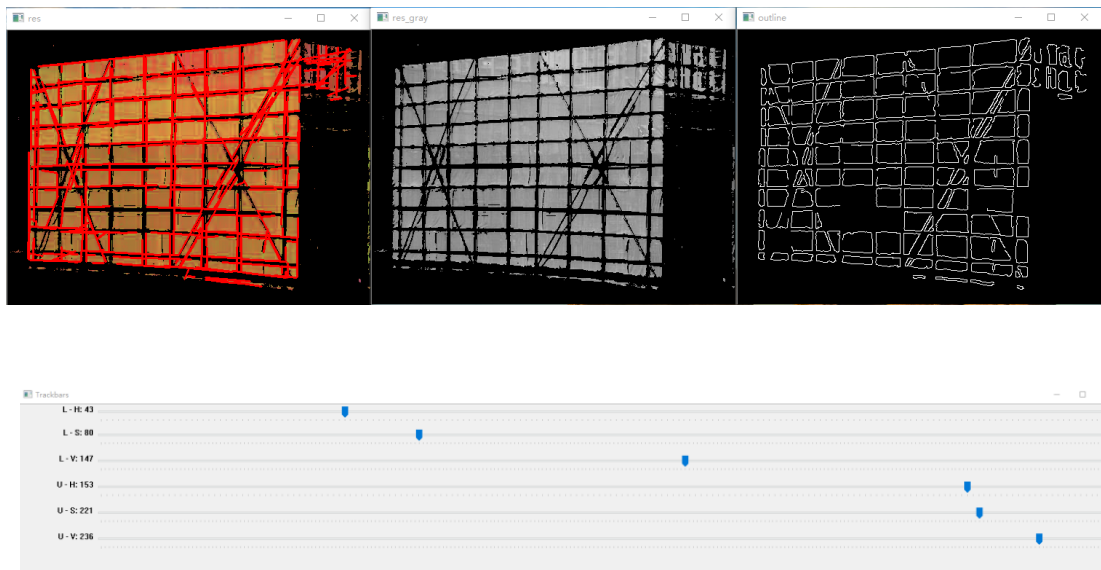 res
res_gray
outline
Trackbars
L - H: 43
L - S: 80
L - V: 147
U - H: 153
U - S: 221
U - V: 236